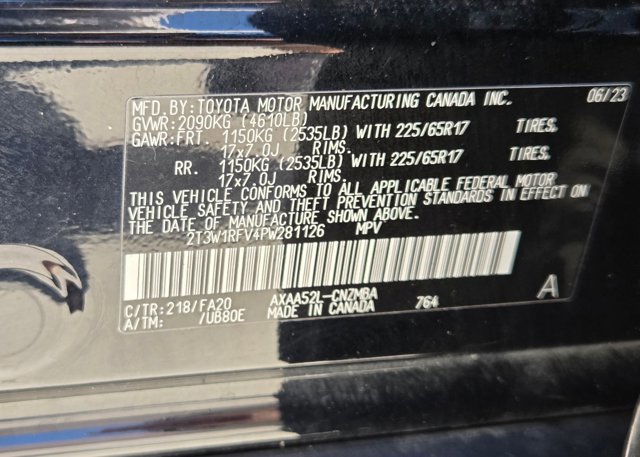 MFD.BY:TOYOTA MOTOR MANUFACTURING CANADA INC. 06/23
GVWR:2090KG (4610LB)
GAWR:FRT. 1150KG (2535LB) WITH 225/65R17 TIRES.
17x7.0J RIMS.
RR. 1150KG (2535LB) WITH 225/65R17 TIRES.
17x7.0J RIMS.
THIS VEHICLE CONFORMS TO ALL APPLICABLE FEDERAL MOTOR
VEHICLE SAFETY AND THEFT PREVENTION STANDARDS IN EFFECT ON
THE DATE OF MANUFACTURE SHOWN ABOVE.
2T3W1RFV4PW281126 MPV
C/TR:218/FA20 AXAA52L-CNZMBA 764 A
A/TM: /UB80E MADE IN CANADA